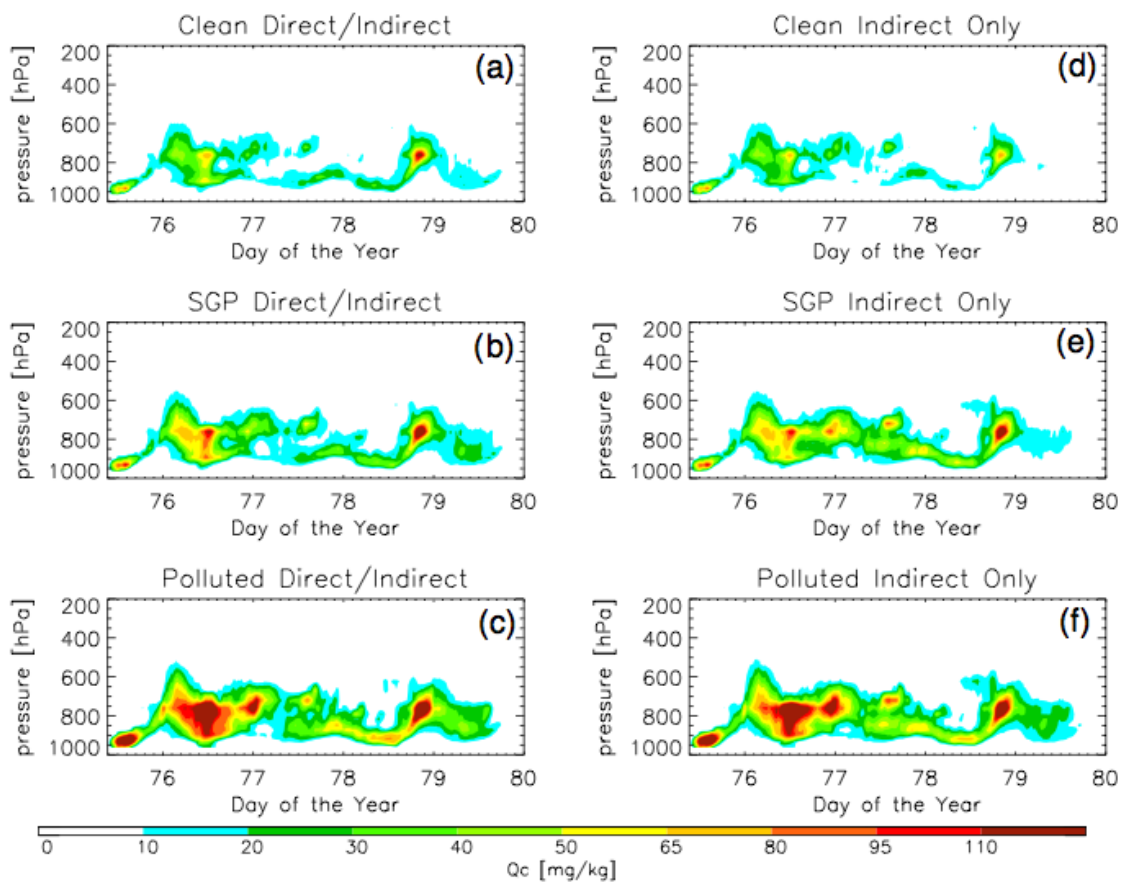 Clean Direct/Indirect
(a)
pressure [hPa]
200
400
600
800
1000
76 77 78 79 80
Day of the Year
Clean Indirect Only
(d)
pressure [hPa]
200
400
600
800
1000
76 77 78 79 80
Day of the Year
SGP Direct/Indirect
(b)
pressure [hPa]
200
400
600
800
1000
76 77 78 79 80
Day of the Year
SGP Indirect Only
(e)
pressure [hPa]
200
400
600
800
1000
76 77 78 79 80
Day of the Year
Polluted Direct/Indirect
(c)
pressure [hPa]
200
400
600
800
1000
76 77 78 79 80
Day of the Year
Polluted Indirect Only
(f)
pressure [hPa]
200
400
600
800
1000
76 77 78 79 80
Day of the Year
0 10 20 30 40 50 65 80 95 110
Qc [mg/kg]